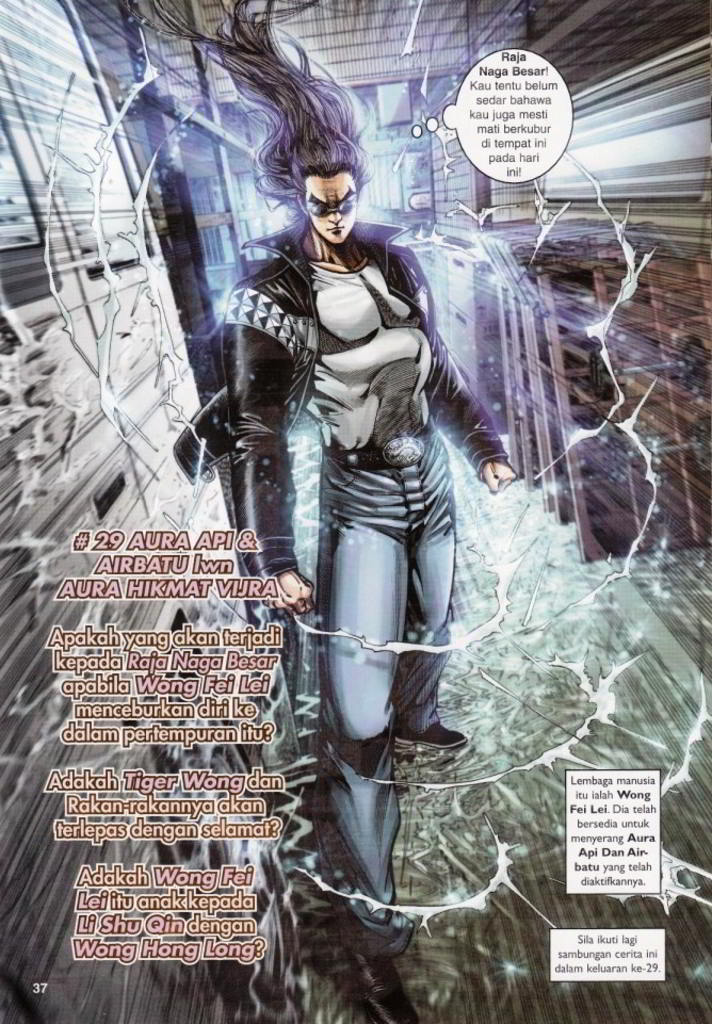 Raja
Naga Besar!
Kau tentu belum
sedar bahawa
kau juga mesti
mati berkubur
di tempat ini
pada hari
ini!
# 29 AURA API &
AIRBATU lwn
AURA HIKMAT VIJRA
Apakah yang akan terjadi
kepada Raja Naga Besar
apabila Wong Fei Lei
menceburkan diri ke
dalam pertempuran itu?
Adakah Tiger Wong dan
Rakan-rakannya akan
terlepas dengan selamat?
Adakah Wong Fei
Lei itu anak kepada
Li Shu Qin dengan
Wong Hong Long?
Lembaga manusia
itu ialah Wong
Fei Lei. Dia telah
bersedia untuk
menyerang Aura
Api Dan Air-
batu yang telah
diaktifkannya.
Sila ikuti lagi
sambungan cerita ini
dalam keluaran ke-29.
37